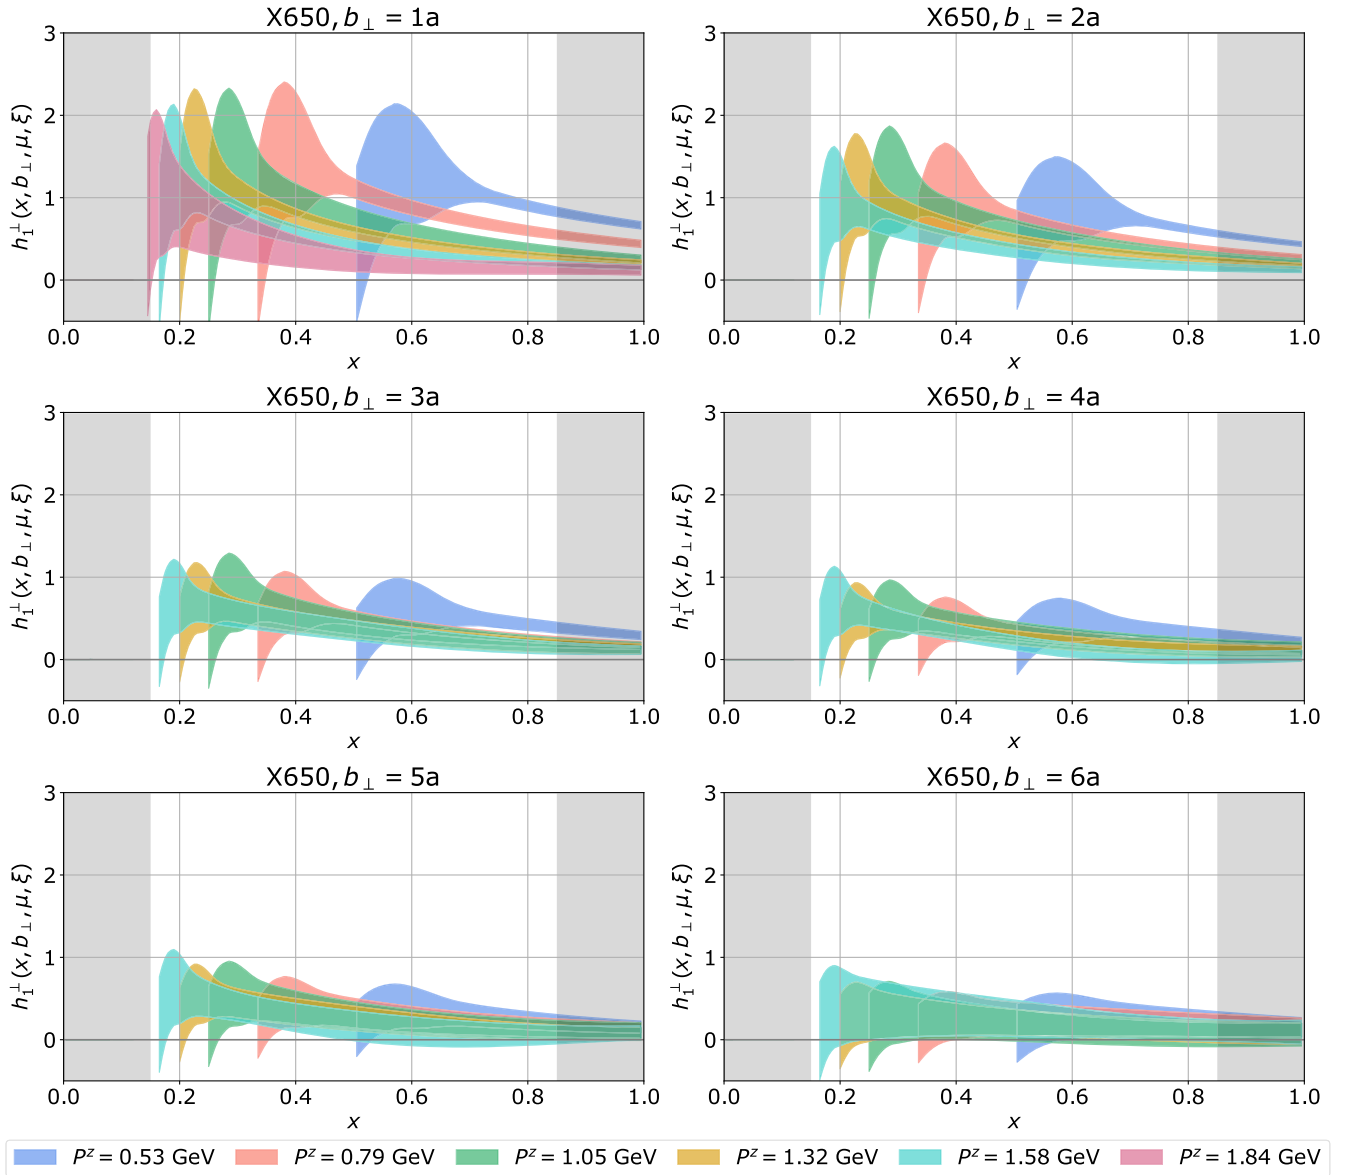 X650, b⊥ = 1a
X650, b⊥ = 2a
3
2
1
0
h₁⊥(x, b⊥, μ, ξ̄)
0.0 0.2 0.4 0.6 0.8 1.0
x
3
2
1
0
h₁⊥(x, b⊥, μ, ξ̄)
0.0 0.2 0.4 0.6 0.8 1.0
x
X650, b⊥ = 3a
X650, b⊥ = 4a
3
2
1
0
h₁⊥(x, b⊥, μ, ξ̄)
0.0 0.2 0.4 0.6 0.8 1.0
x
3
2
1
0
h₁⊥(x, b⊥, μ, ξ̄)
0.0 0.2 0.4 0.6 0.8 1.0
x
X650, b⊥ = 5a
X650, b⊥ = 6a
3
2
1
0
h₁⊥(x, b⊥, μ, ξ̄)
0.0 0.2 0.4 0.6 0.8 1.0
x
3
2
1
0
h₁⊥(x, b⊥, μ, ξ̄)
0.0 0.2 0.4 0.6 0.8 1.0
x
Pᶻ = 0.53 GeV Pᶻ = 0.79 GeV Pᶻ = 1.05 GeV Pᶻ = 1.32 GeV Pᶻ = 1.58 GeV Pᶻ = 1.84 GeV